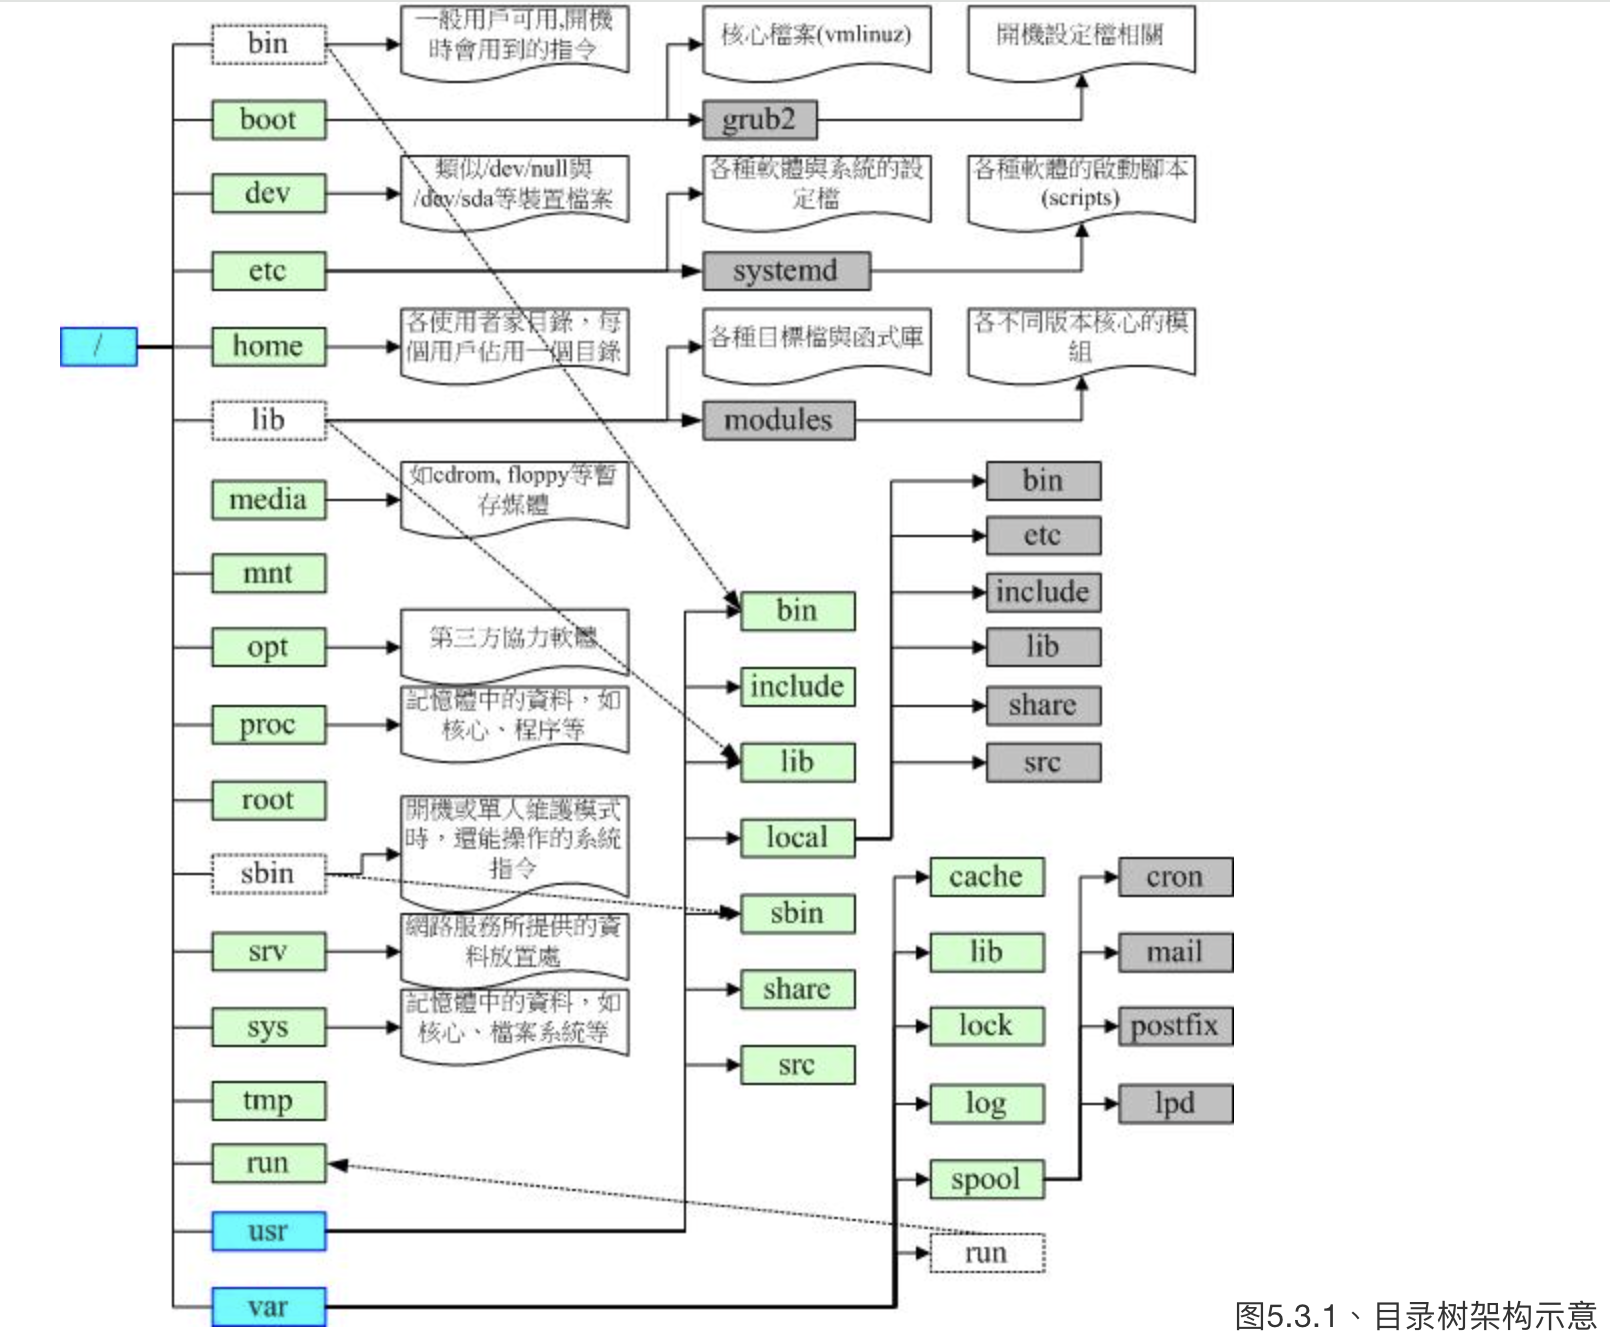 bin
一般用戶可用,開機
時會用到的指令
核心檔案(vmlinuz)
開機設定檔相關
boot
grub2
dev
類似/dev/null與
/dev/sda等裝置檔案
各種軟體與系統的設
定檔
各種軟體的啟動腳本
(scripts)
etc
systemd
/
home
各使用者家目錄，每
個用戶佔用一個目錄
各種目標檔與函式庫
各不同版本核心的模
組
lib
modules
media
如cdrom, floppy等暫
存媒體
bin
etc
mnt
include
bin
opt
第三方協力軟體
lib
include
share
proc
記憶體中的資料，如
核心、程序等
lib
src
root
local
sbin
開機或單人維護模式
時，還能操作的系統
指令
cache
cron
sbin
srv
網路服務所提供的資
料放置處
lib
mail
share
sys
記憶體中的資料，如
核心、檔案系統等
lock
postfix
src
tmp
log
lpd
run
spool
usr
run
var
图5.3.1、目录树架构示意